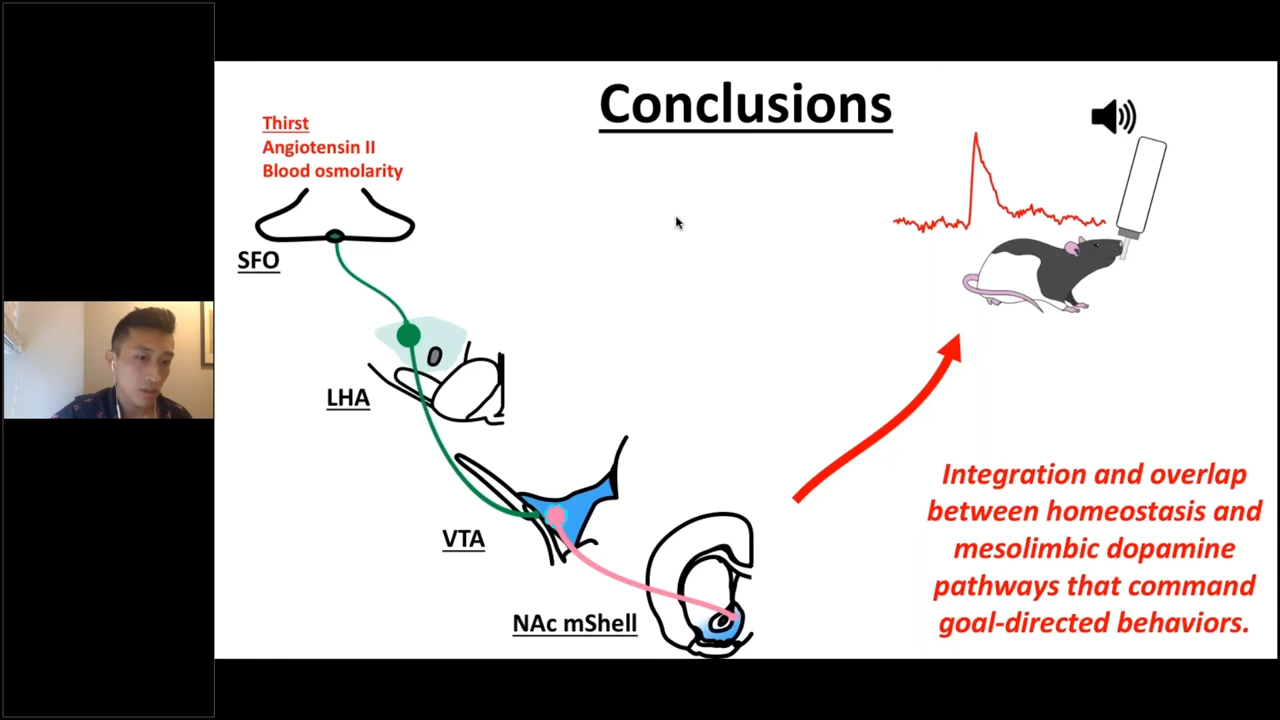 Conclusions
Thirst
Angiotensin II
Blood osmolarity
SFO
LHA
VTA
NAc mShell
Integration and overlap
between homeostasis and
mesolimbic dopamine
pathways that command
goal-directed behaviors.